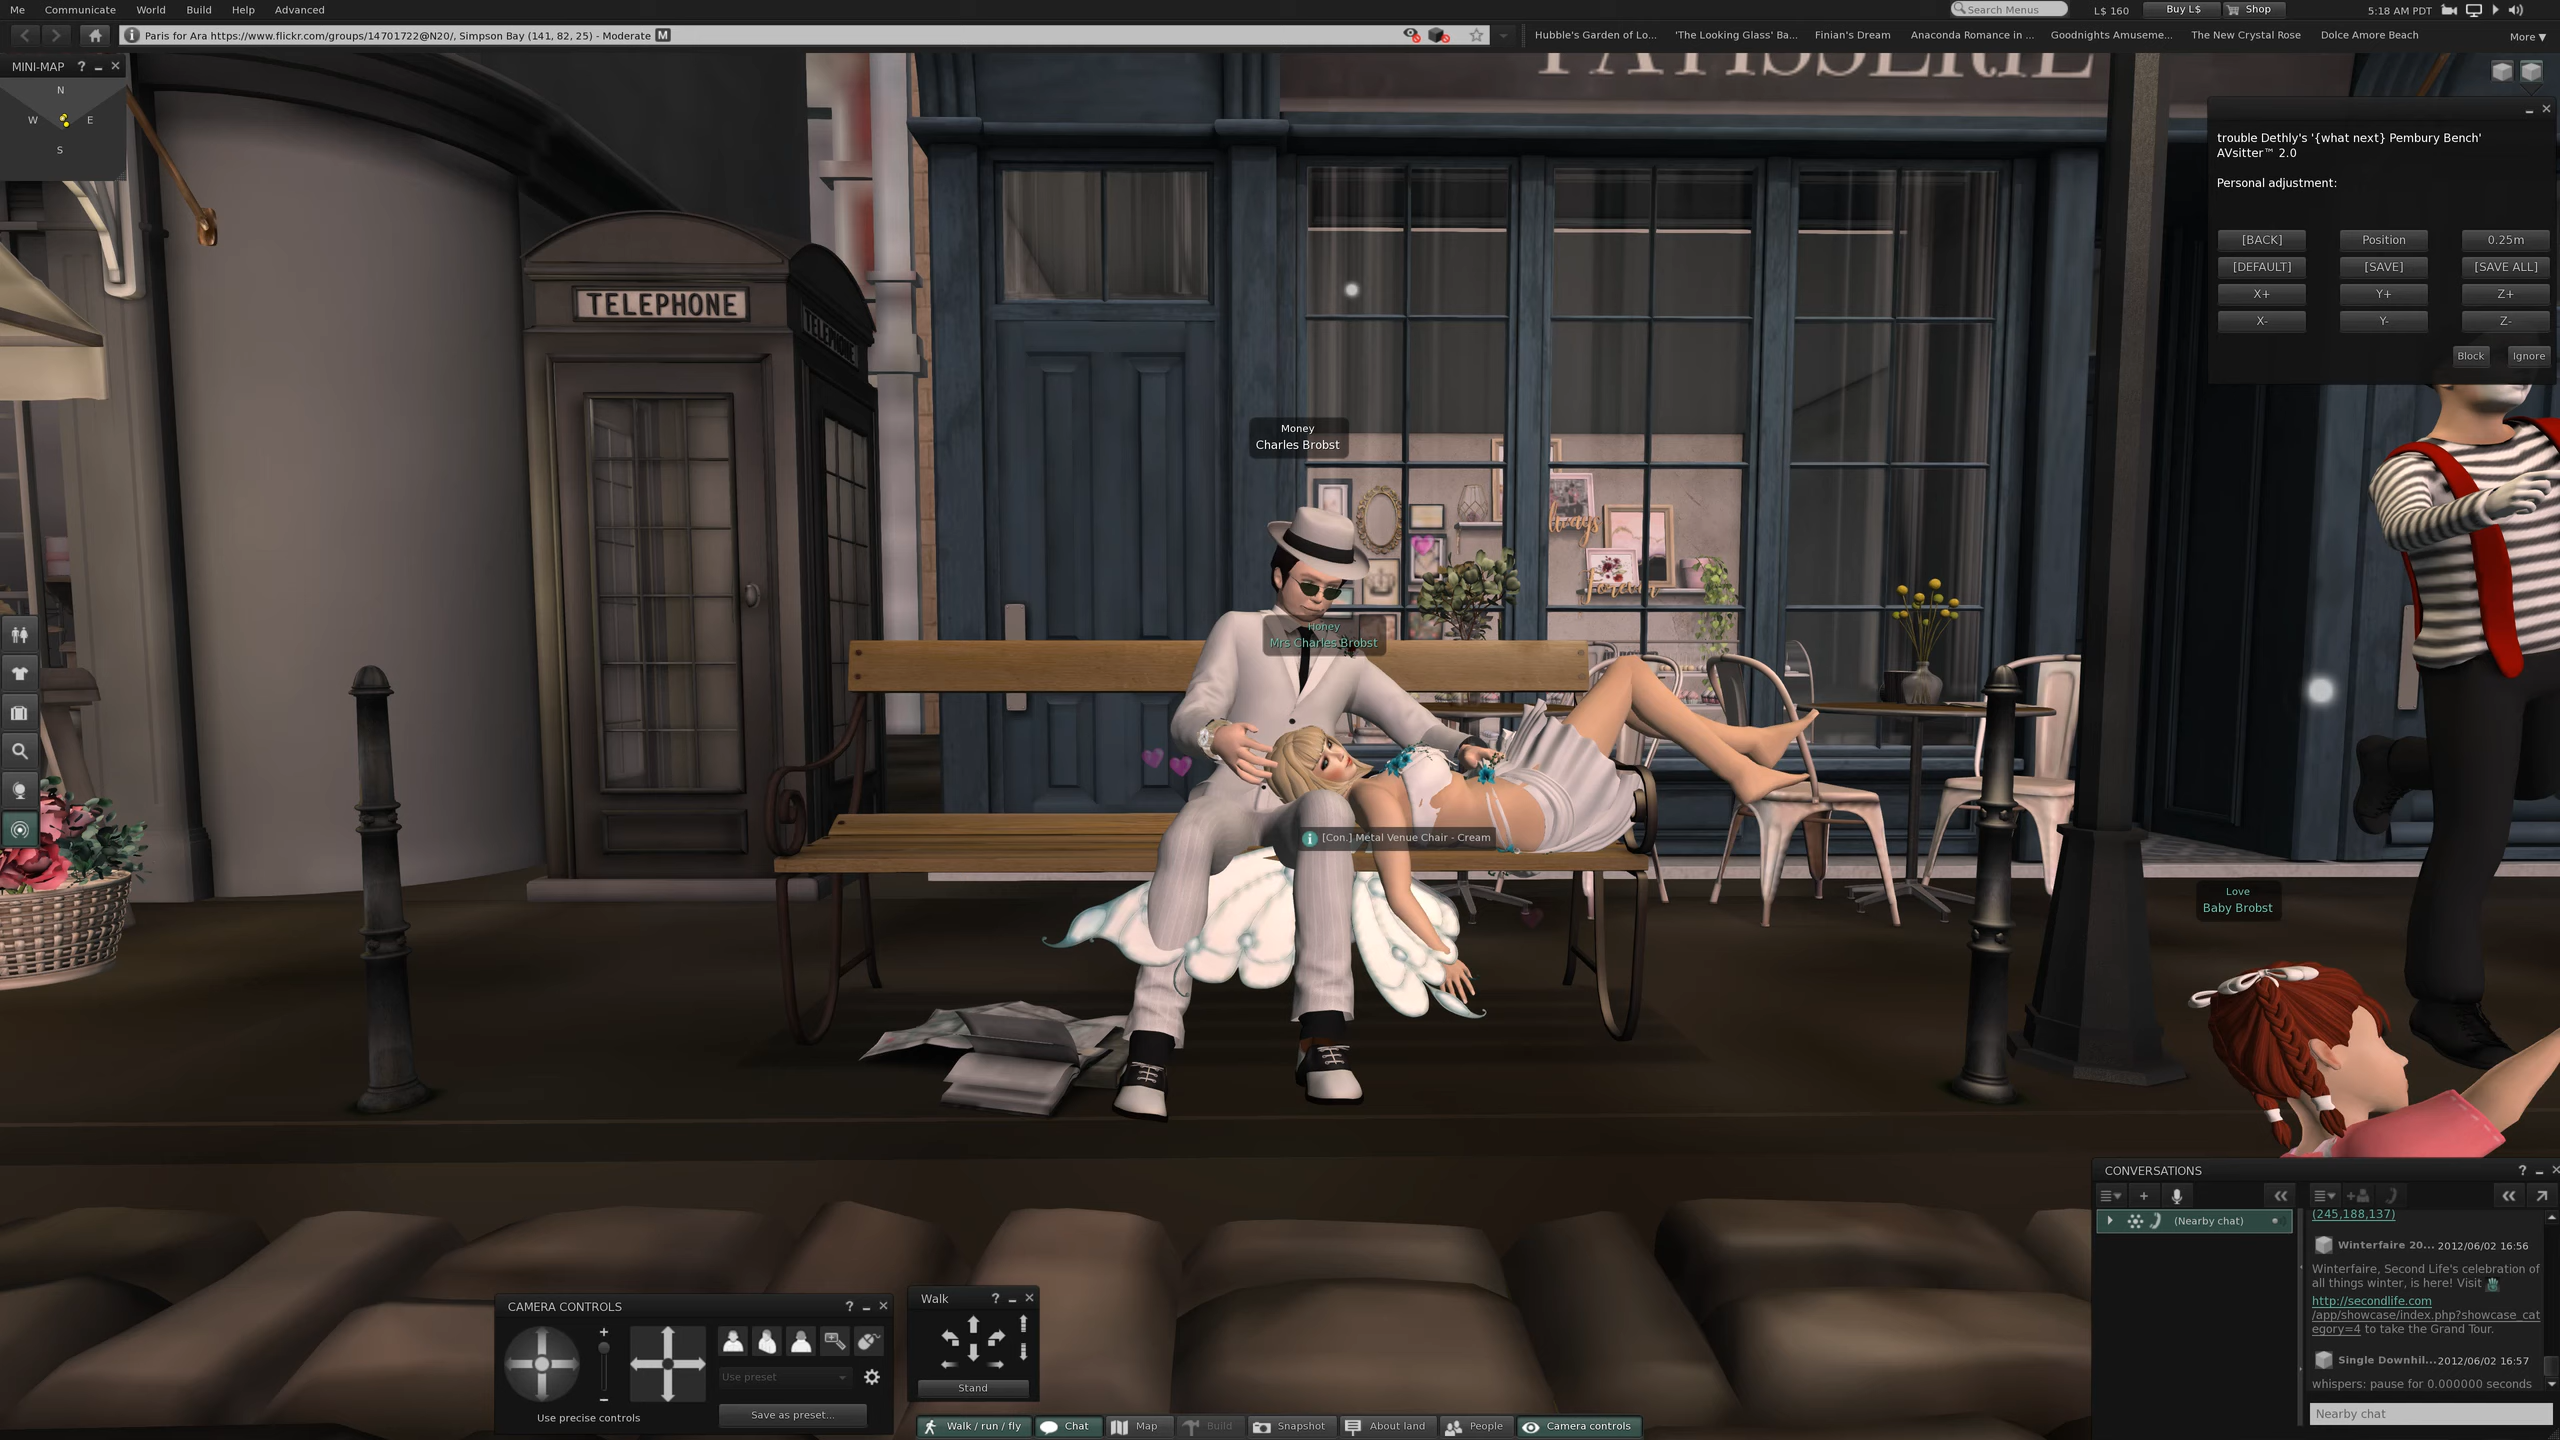 Me Communicate World Build Help Advanced
Search Menus
L$ 160
Buy L$
Shop
5:18 AM PDT
Paris for Ara https://www.flickr.com/groups/14701722@N20/, Simpson Bay (141, 82, 25) - Moderate M
Hubble's Garden of Lo...
'The Looking Glass' Ba...
Finian's Dream
Anaconda Romance in ...
Goodnights Amuseme...
The New Crystal Rose
Dolce Amore Beach
More ▼
MINI-MAP ?
N
W E
S
PATISSERIE
trouble Dethly's '{what next} Pembury Bench'
AVsitter™ 2.0
Personal adjustment:
[BACK] Position 0.25m
[DEFAULT] [SAVE] [SAVE ALL]
X+ Y+ Z+
X- Y- Z-
Block Ignore
TELEPHONE
TELEPHONE
Money
Charles Brobst
Always
Forever
Honey
Mrs Charles Brobst
[Con.] Metal Venue Chair - Cream
Love
Baby Brobst
CONVERSATIONS ?
(Nearby chat)
(245,188,137)
Winterfaire 20... 2012/06/02 16:56
Winterfaire, Second Life's celebration of
all things winter, is here! Visit
http://secondlife.com
/app/showcase/index.php?showcase_cat
egory=4 to take the Grand Tour.
Single Downhil... 2012/06/02 16:57
whispers: pause for 0.000000 seconds
Nearby chat
CAMERA CONTROLS ?
Use preset
Use precise controls
Save as preset...
Walk ?
Stand
Walk / run / fly
Chat
Map
Build
Snapshot
About land
People
Camera controls